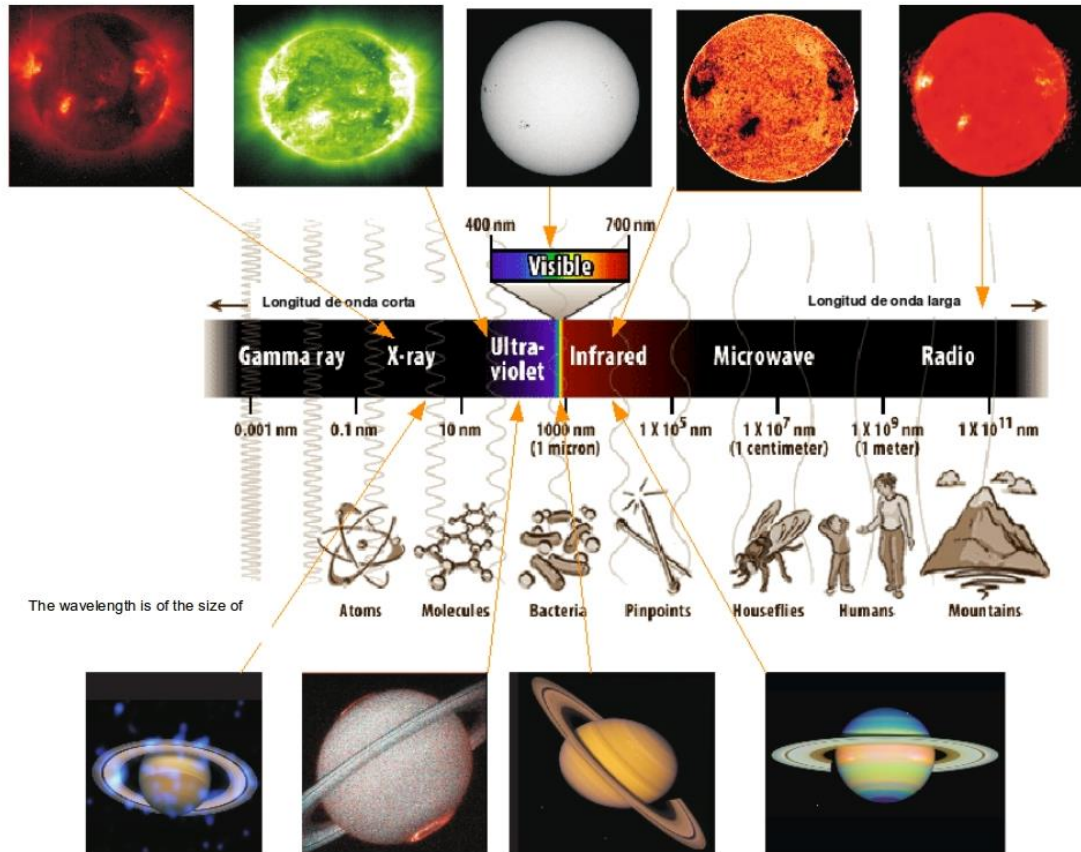 400 nm
700 nm
Visible
Longitud de onda corta
Longitud de onda larga
Gamma ray
X-ray
Ultra-
violet
Infrared
Microwave
Radio
0.001 nm
0.1 nm
10 nm
1000 nm
(1 micron)
1 X 10⁵ nm
1 X 10⁷ nm
(1 centimeter)
1 X 10⁹ nm
(1 meter)
1 X 10¹¹ nm
The wavelength is of the size of
Atoms
Molecules
Bacteria
Pinpoints
Houseflies
Humans
Mountains